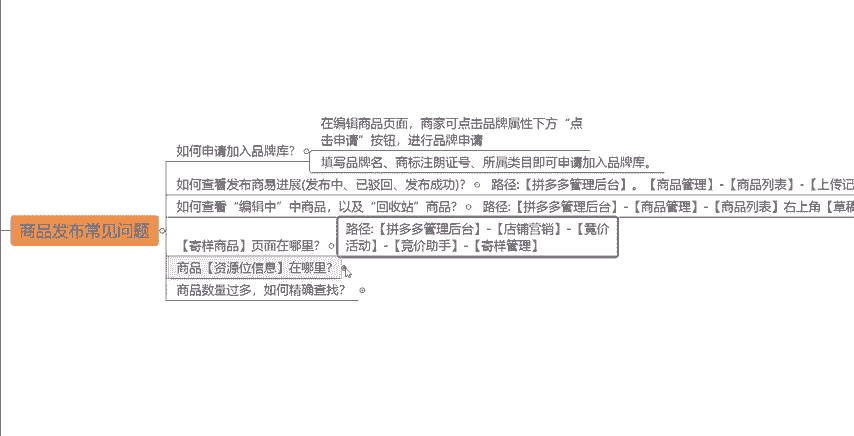 在编辑商品页面，商家可点击品牌属性下方“点
击申请”按钮，进行品牌申请
如何申请加入品牌库？
填写品牌名、商标注朗证号、所属类目即可申请加入品牌库。
如何查看发布商易进展(发布中、已驳回、发布成功)？
路径:【拼多多管理后台】。【商品管理】-【商品列表】-【上传记
如何查看“编辑中”中商品，以及“回收站”商品？
路径:【拼多多管理后台】-【商品管理】-【商品列表】右上角【草稿
商品发布常见问题
路径:【拼多多管理后台】-【店铺营销】-【竟价
活动】-【竟价助手】-【寄样管理】
【寄样商品】页面在哪里？
商品【资源位信息】在哪里？
商品数量过多，如何精确查找？